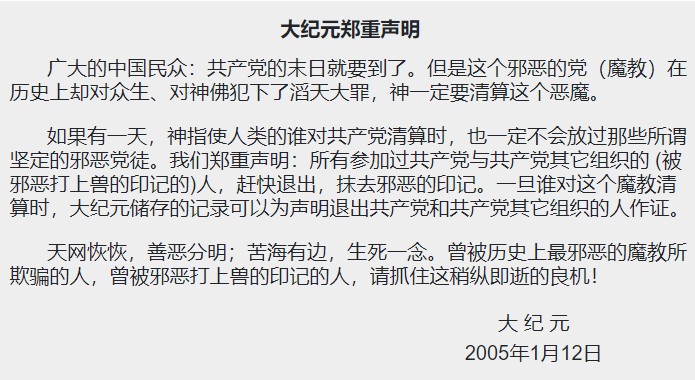 大纪元郑重声明
广大的中国民众：共产党的末日就要到了。但是这个邪恶的党（魔教）在
历史上却对众生、对神佛犯下了滔天大罪，神一定要清算这个恶魔。
如果有一天，神指使人类的谁对共产党清算时，也一定不会放过那些所谓
坚定的邪恶党徒。我们郑重声明：所有参加过共产党与共产党其它组织的 (被
邪恶打上兽的印记的)人，赶快退出，抹去邪恶的印记。一旦谁对这个魔教清
算时，大纪元储存的记录可以为声明退出共产党和共产党其它组织的人作证。
天网恢恢，善恶分明；苦海有边，生死一念。曾被历史上最邪恶的魔教所
欺骗的人，曾被邪恶打上兽的印记的人，请抓住这稍纵即逝的良机！
大 纪 元
2005年1月12日